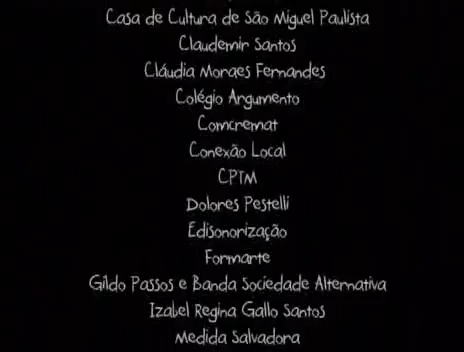 Casa de Cultura de São Miguel Paulista
Claudemir Santos
Cláudia Moraes Fernandes
Colégio Argumento
Comcremat
Conexão Local
CPTM
Dolores Pestelli
Edisonorização
Formarte
Gildo Passos e Banda Sociedade Alternativa
Izabel Regina Gallo Santos
Medida Salvadora